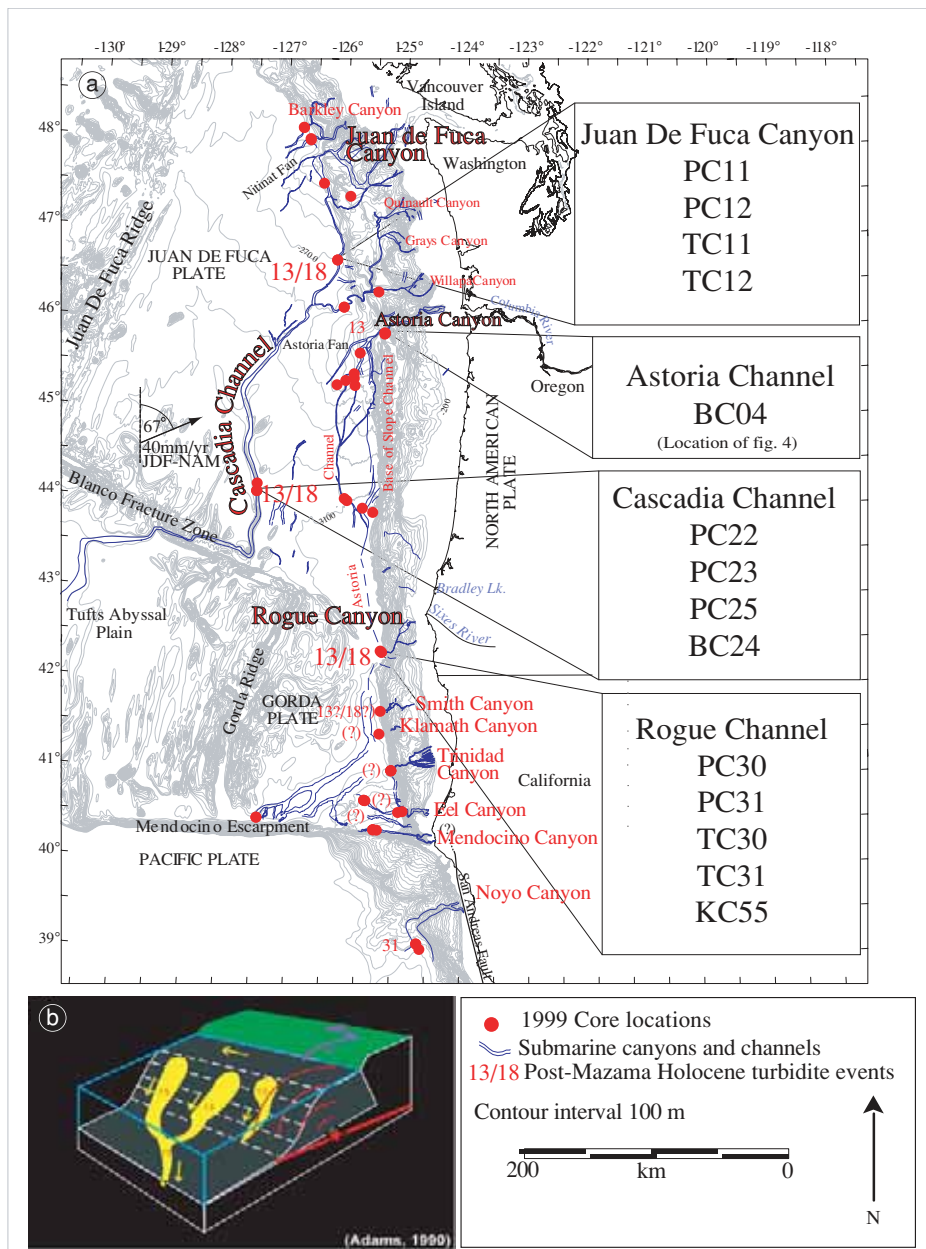 -130°
-129°
-128°
-127°
-126°
-125°
-124°
-123°
-122°
-121°
-120°
-119°
-118°
a
Vancouver
Island
Barkley Canyon
48°
Juan de Fuca
Canyon
Washington
Nitinat Fan
Juan De Fuca Canyon
PC11
PC12
TC11
TC12
47°
Quinault Canyon
Grays Canyon
Juan De Fuca Ridge
JUAN DE FUCA
PLATE
-2700
13/18
Willapa Canyon
46°
Columbia River
Astoria Canyon
13
Astoria Fan
Oregon
Astoria Channel
BC04
(Location of fig. 4)
45°
Cascadia Channel
Base of Slope Channel
-200
67°
40mm/yr
JDF-NAM
Channel
NORTH AMERICAN
PLATE
44°
13/18
-3100
Blanco Fracture Zone
Cascadia Channel
PC22
PC23
PC25
BC24
43°
Astoria
Bradley Lk.
Sixes River
Tufts Abyssal
Plain
Rogue Canyon
42°
13/18
Gorda Ridge
GORDA
PLATE
13?/18?
Smith Canyon
(?)
Klamath Canyon
41°
(?)
Trinidad
Canyon
California
Rogue Channel
PC30
PC31
TC30
TC31
KC55
(?)
Eel Canyon
(?)
(?)
Mendocino Escarpment
Mendocino Canyon
40°
PACIFIC PLATE
Noyo Canyon
San Andreas Fault
39°
31
b
(Adams, 1990)
1999 Core locations
Submarine canyons and channels
13/18 Post-Mazama Holocene turbidite events
Contour interval 100 m
200
km
0
N